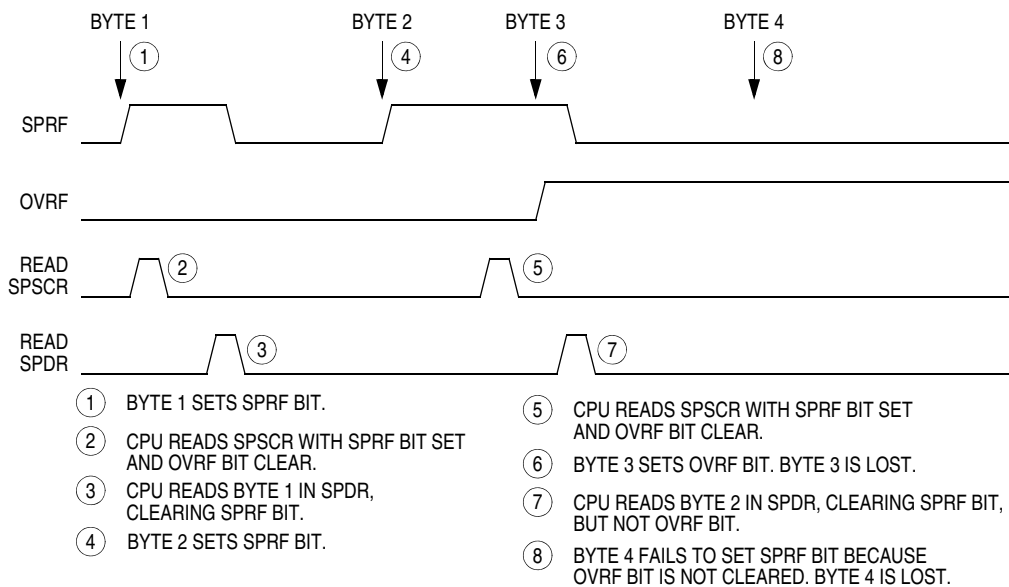 BYTE 1 BYTE 2 BYTE 3 BYTE 4
1 4 6 8
SPRF
OVRF
READ
SPSCR
2 5
READ
SPDR
3 7
1 BYTE 1 SETS SPRF BIT.
2 CPU READS SPSCR WITH SPRF BIT SET
AND OVRF BIT CLEAR.
3 CPU READS BYTE 1 IN SPDR,
CLEARING SPRF BIT.
4 BYTE 2 SETS SPRF BIT.
5 CPU READS SPSCR WITH SPRF BIT SET
AND OVRF BIT CLEAR.
6 BYTE 3 SETS OVRF BIT. BYTE 3 IS LOST.
7 CPU READS BYTE 2 IN SPDR, CLEARING SPRF BIT,
BUT NOT OVRF BIT.
8 BYTE 4 FAILS TO SET SPRF BIT BECAUSE
OVRF BIT IS NOT CLEARED. BYTE 4 IS LOST.